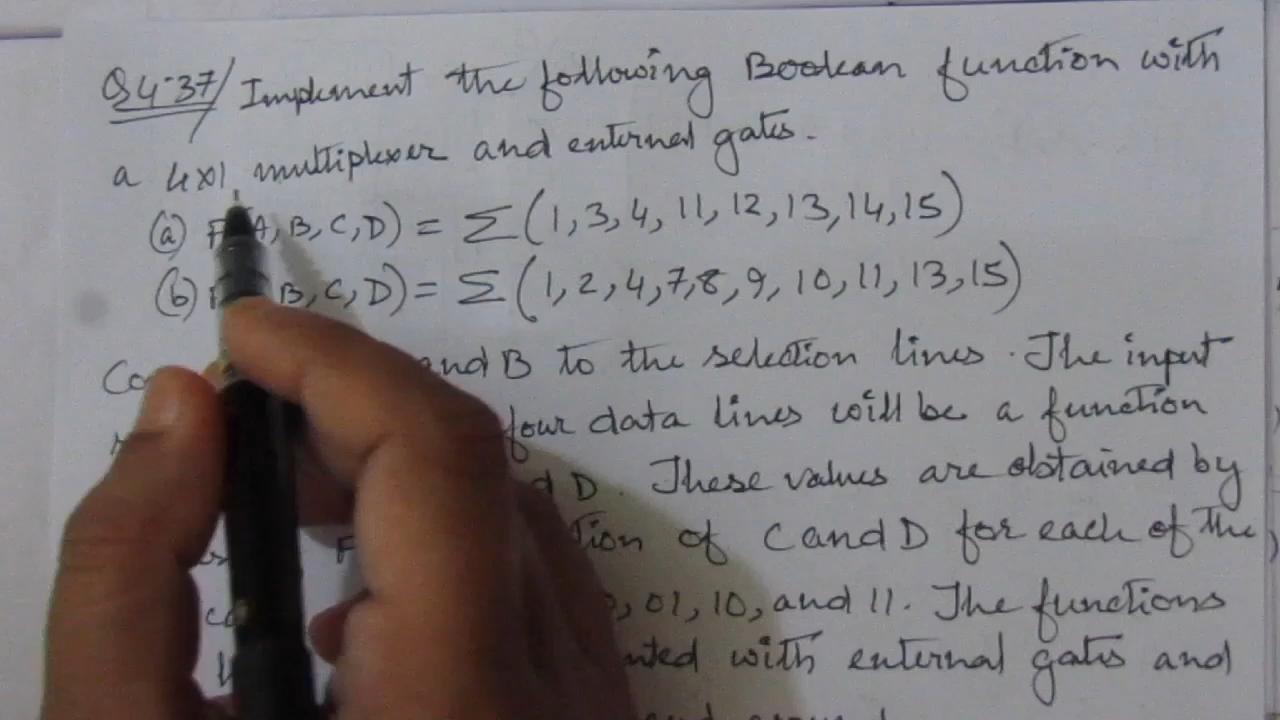 Q4.37/ Implement the following Boolean function with
a 4x1 multiplexer and external gates.
(a) F A, B, C, D) = Σ(1,3,4,11,12,13,14,15)
(b) B, C, D) = Σ(1,2,4,7,8,9,10,11,13,15)
and B to the selection lines. The input
four data lines will be a function
d D. These values are obtained by
F tion of C and D for each of the
, 01, 10, and 11. The functions
nted with external gates and